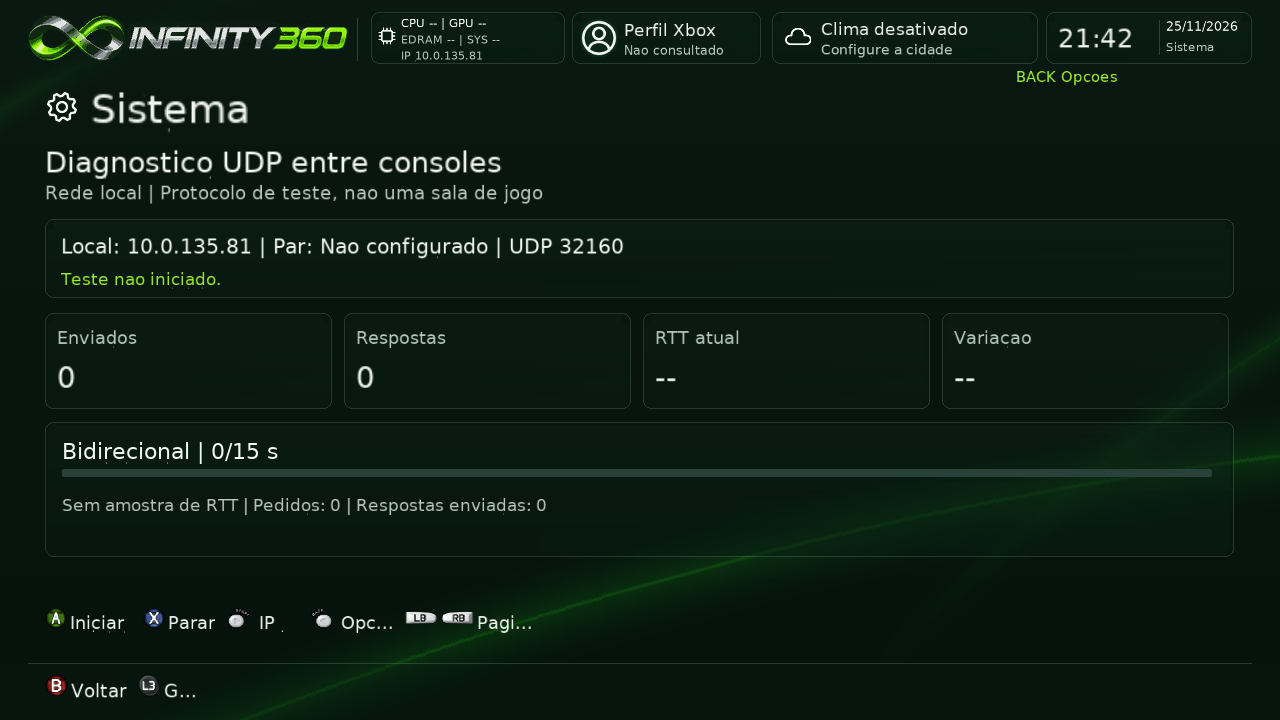 INFINITY 360
CPU -- | GPU --
EDRAM -- | SYS --
IP 10.0.135.81
Perfil Xbox
Nao consultado
Clima desativado
Configure a cidade
21:42
25/11/2026
Sistema
BACK Opcoes
Sistema
Diagnostico UDP entre consoles
Rede local | Protocolo de teste, nao uma sala de jogo
Local: 10.0.135.81 | Par: Nao configurado | UDP 32160
Teste nao iniciado.
Enviados
0
Respostas
0
RTT atual
--
Variacao
--
Bidirecional | 0/15 s
Sem amostra de RTT | Pedidos: 0 | Respostas enviadas: 0
A Iniciar X Parar START IP BACK Opc... LB RB Pagi...
B Voltar L3 G...